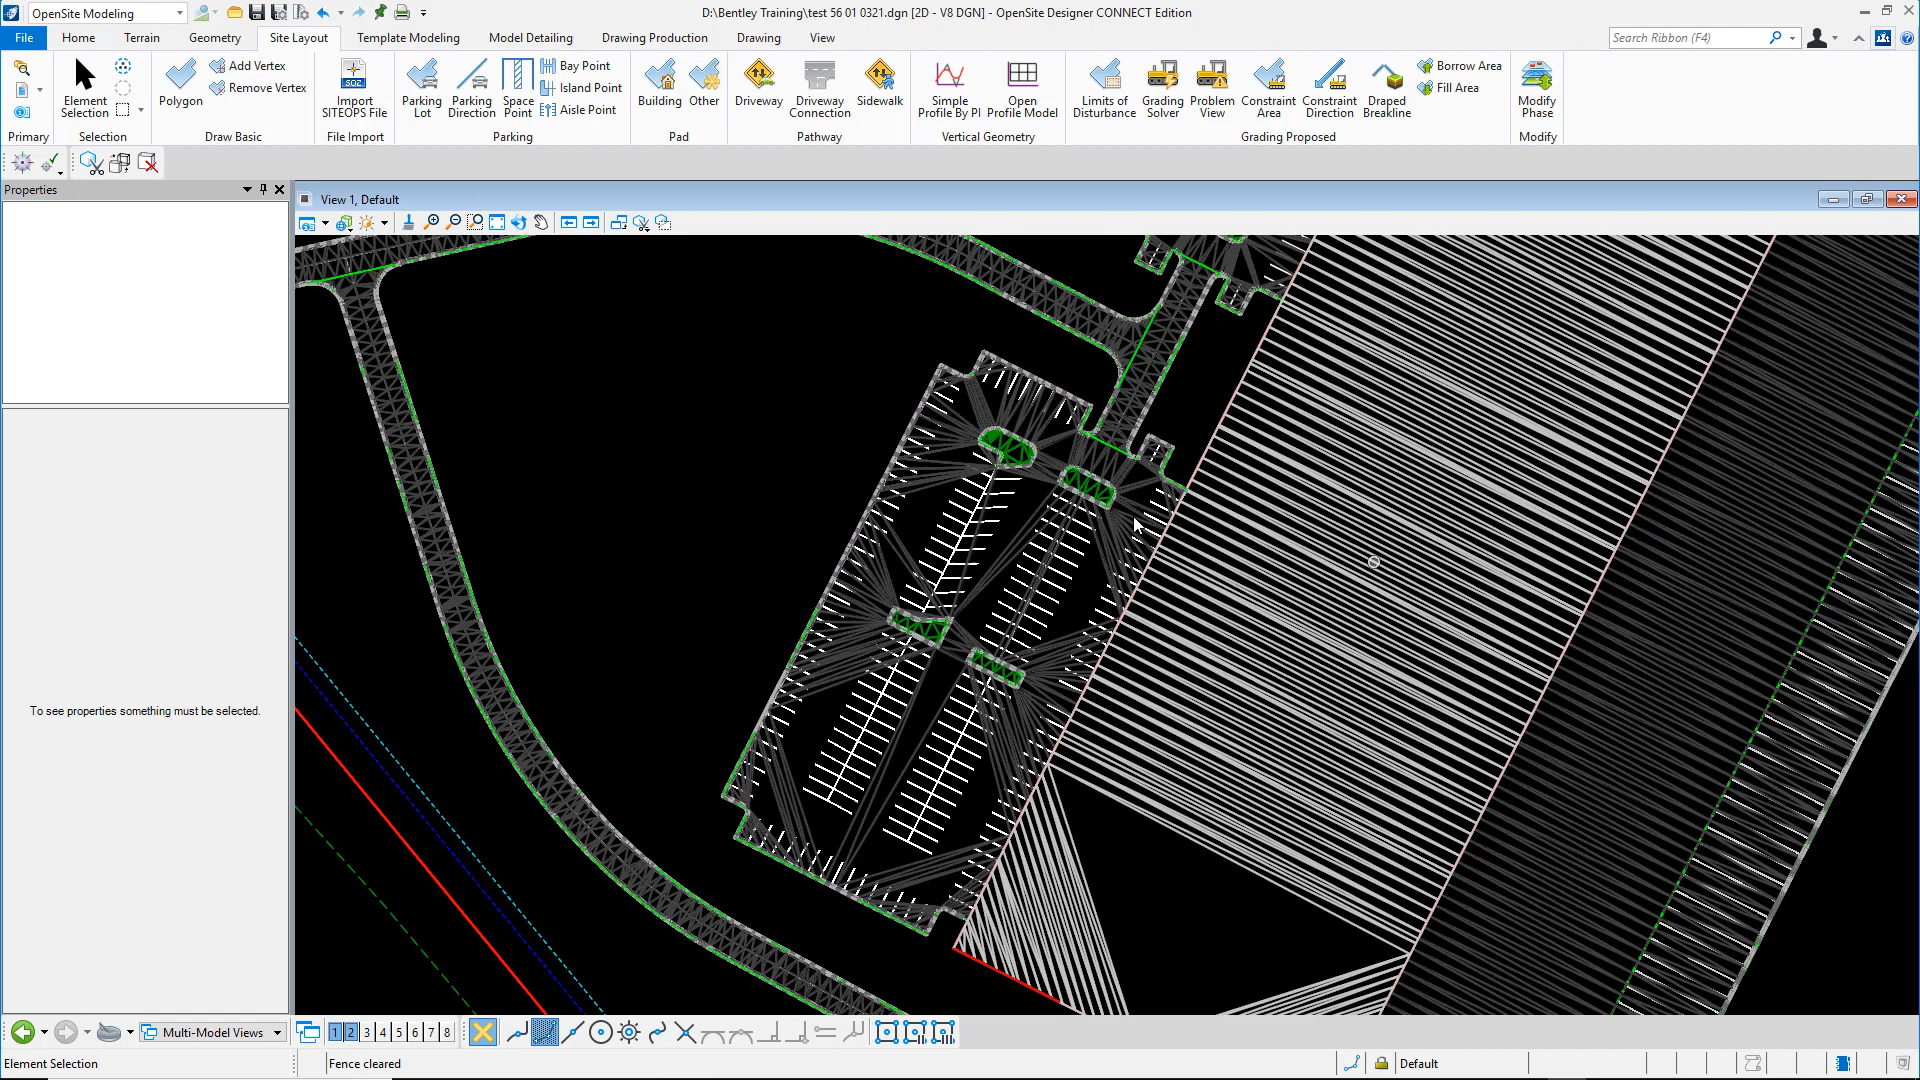 OpenSite Modeling
D:\Bentley Training\test 56 01 0321.dgn [2D - V8 DGN] - OpenSite Designer CONNECT Edition
File
Home
Terrain
Geometry
Site Layout
Template Modeling
Model Detailing
Drawing Production
Drawing
View
Search Ribbon (F4)
Element Selection
Polygon
Add Vertex
Remove Vertex
Import SITEOPS File
Parking Lot
Parking Direction
Space Point
Bay Point
Island Point
Aisle Point
Building
Other
Driveway
Driveway Connection
Sidewalk
Simple Profile By PI
Open Profile Model
Limits of Disturbance
Grading Solver
Problem View
Constraint Area
Constraint Direction
Draped Breakline
Borrow Area
Fill Area
Modify Phase
Primary
Selection
Draw Basic
File Import
Parking
Pad
Pathway
Vertical Geometry
Grading Proposed
Modify
Properties
View 1, Default
To see properties something must be selected.
Multi-Model Views
1 2 3 4 5 6 7 8
Element Selection
Fence cleared
Default